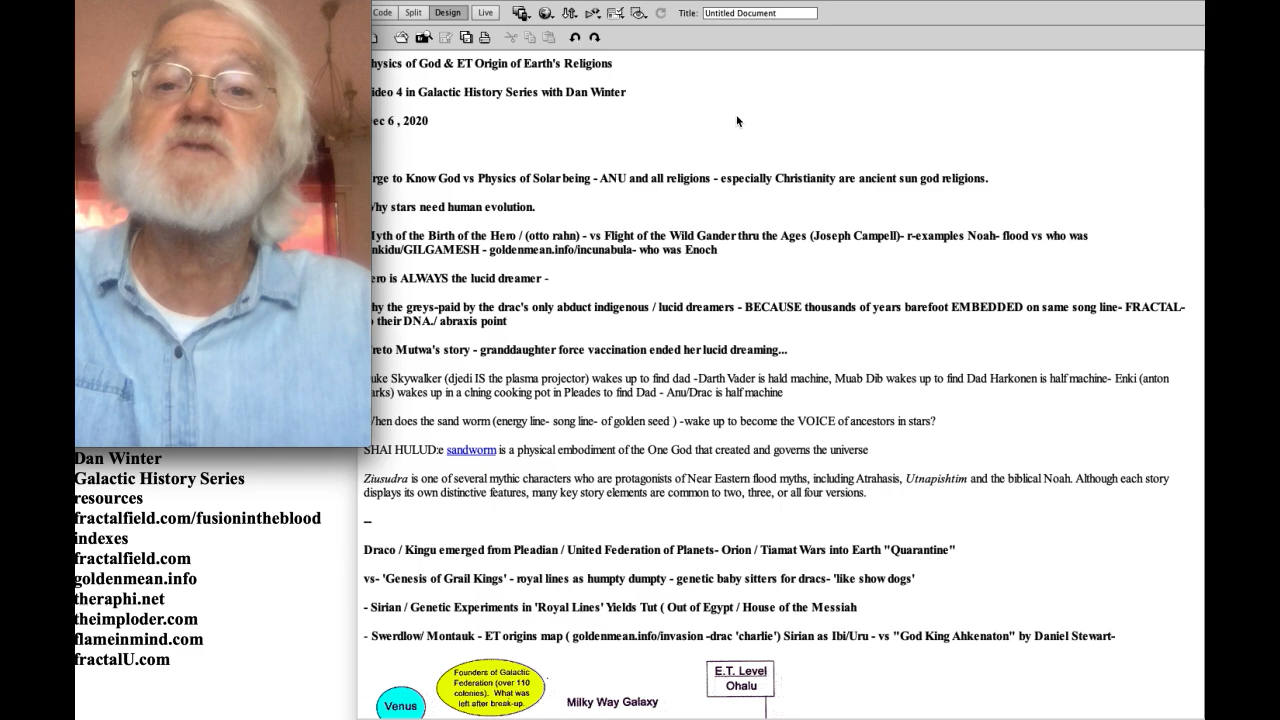 Code Split Design Live Title: Untitled Document
hysics of God & ET Origin of Earth's Religions
ideo 4 in Galactic History Series with Dan Winter
ec 6 , 2020
rge to Know God vs Physics of Solar being - ANU and all religions - especially Christianity are ancient sun god religions.
hy stars need human evolution.
yth of the Birth of the Hero / (otto rahn) - vs Flight of the Wild Gander thru the Ages (Joseph Campell)- r-examples Noah- flood vs who was
nkidu/GILGAMESH - goldenmean.info/incunabula- who was Enoch
ero is ALWAYS the lucid dreamer -
hy the greys-paid by the drac's only abduct indigenous / lucid dreamers - BECAUSE thousands of years barefoot EMBEDDED on same song line- FRACTAL-
o their DNA./ abraxis point
reto Mutwa's story - granddaughter force vaccination ended her lucid dreaming...
uke Skywalker (djedi IS the plasma projector) wakes up to find dad -Darth Vader is hald machine, Muab Dib wakes up to find Dad Harkonen is half machine- Enki (anton
arks) wakes up in a clning cooking pot in Pleades to find Dad - Anu/Drac is half machine
hen does the sand worm (energy line- song line- of golden seed ) -wake up to become the VOICE of ancestors in stars?
SHAI HULUD:e sandworm is a physical embodiment of the One God that created and governs the universe
Ziusudra is one of several mythic characters who are protagonists of Near Eastern flood myths, including Atrahasis, Utnapishtim and the biblical Noah. Although each story
displays its own distinctive features, many key story elements are common to two, three, or all four versions.
--
Draco / Kingu emerged from Pleadian / United Federation of Planets- Orion / Tiamat Wars into Earth "Quarantine"
vs- 'Genesis of Grail Kings' - royal lines as humpty dumpty - genetic baby sitters for dracs- 'like show dogs'
- Sirian / Genetic Experiments in 'Royal Lines' Yields Tut ( Out of Egypt / House of the Messiah
- Swerdlow/ Montauk - ET origins map ( goldenmean.info/invasion -drac 'charlie') Sirian as Ibi/Uru - vs "God King Ahkenaton" by Daniel Stewart-
Founders of Galactic
Federation (over 110
colonies). What was
left after break-up.
Venus
Milky Way Galaxy
E.T. Level
Ohalu
Dan Winter
Galactic History Series
resources
fractalfield.com/fusionintheblood
indexes
fractalfield.com
goldenmean.info
theraphi.net
theimploder.com
flameinmind.com
fractalU.com